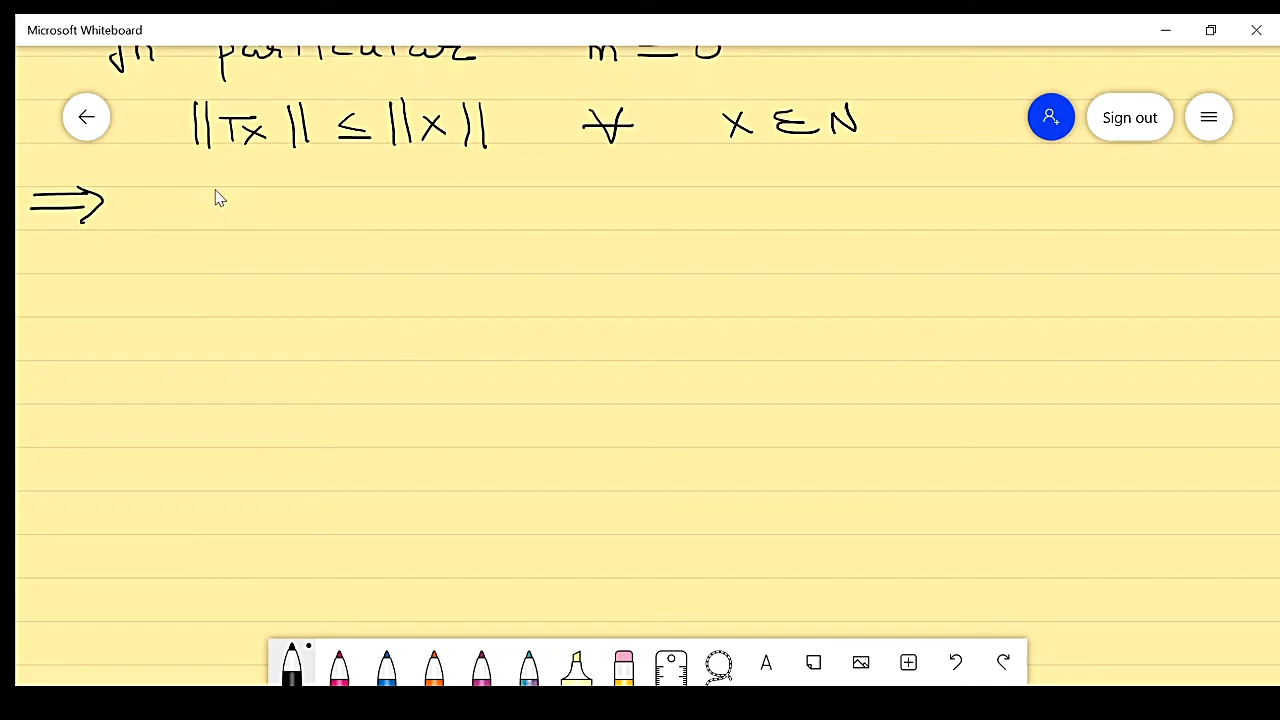 Microsoft Whiteboard
In particular m = 0
||Tx|| ≤ ||x|| ∀ x ∈ N
Sign out
⇒
A